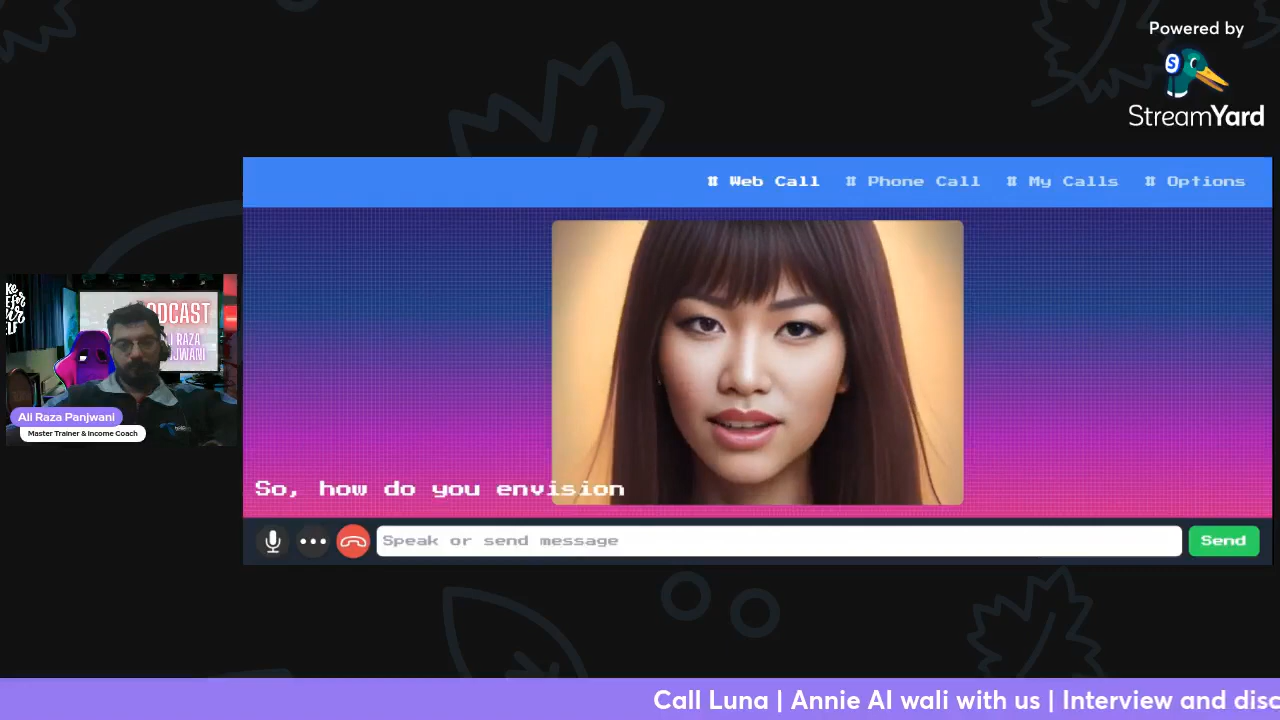 Powered by
StreamYard
# Web Call
# Phone Call
# My Calls
# Options
PODCAST
Ali Raza Panjwani
Master Trainer & Income Coach
So, how do you envision
Speak or send message
Send
Call Luna | Annie AI wali with us | Interview and disc